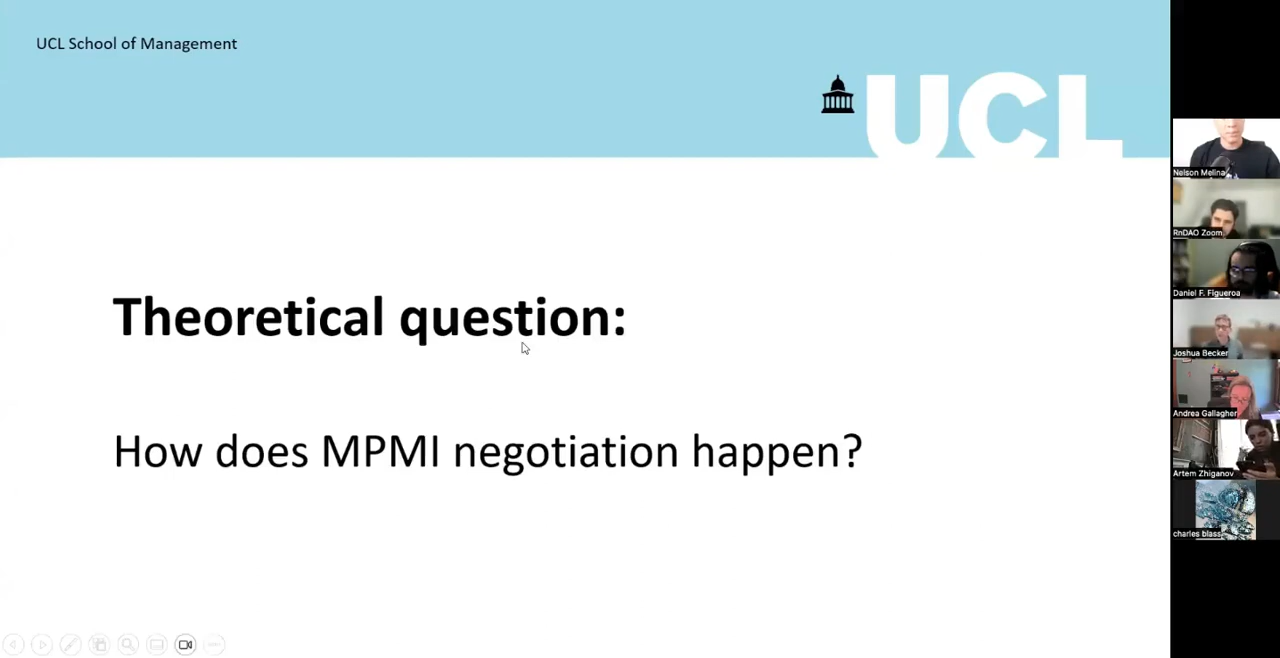 UCL School of Management
UCL
Theoretical question:
How does MPMI negotiation happen?
Nelson Melina
RnDAO Zoom
Daniel F. Figueroa
Joshua Becker
Andrea Gallagher
Artem Zhiganov
charles blass